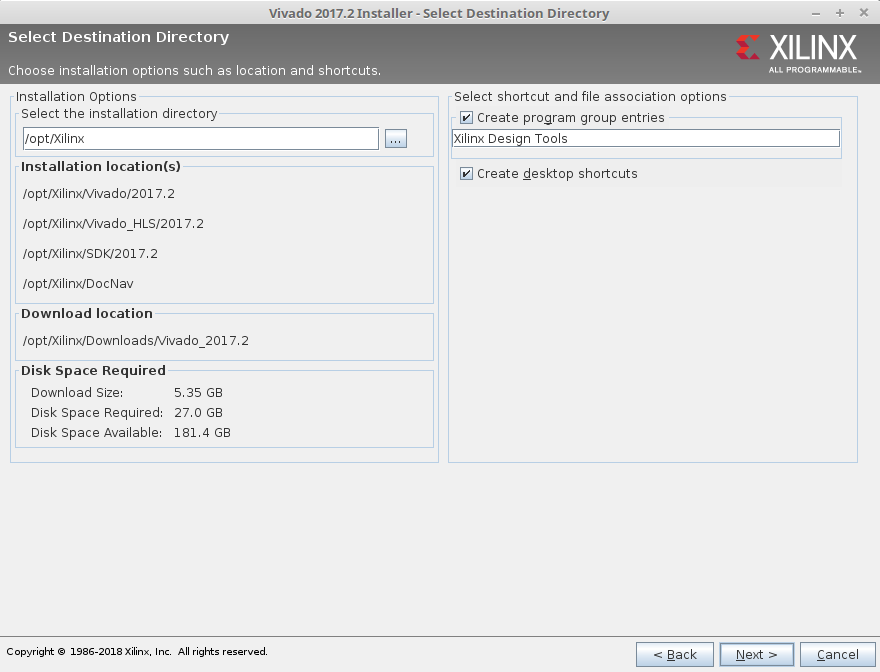 Vivado 2017.2 Installer - Select Destination Directory
Select Destination Directory
Choose installation options such as location and shortcuts.
XILINX
ALL PROGRAMMABLE.
Installation Options
Select the installation directory
/opt/Xilinx
...
Installation location(s)
/opt/Xilinx/Vivado/2017.2
/opt/Xilinx/Vivado_HLS/2017.2
/opt/Xilinx/SDK/2017.2
/opt/Xilinx/DocNav
Download location
/opt/Xilinx/Downloads/Vivado_2017.2
Disk Space Required
Download Size: 5.35 GB
Disk Space Required: 27.0 GB
Disk Space Available: 181.4 GB
Select shortcut and file association options
Create program group entries
Xilinx Design Tools
Create desktop shortcuts
Copyright © 1986-2018 Xilinx, Inc. All rights reserved.
< Back
Next >
Cancel